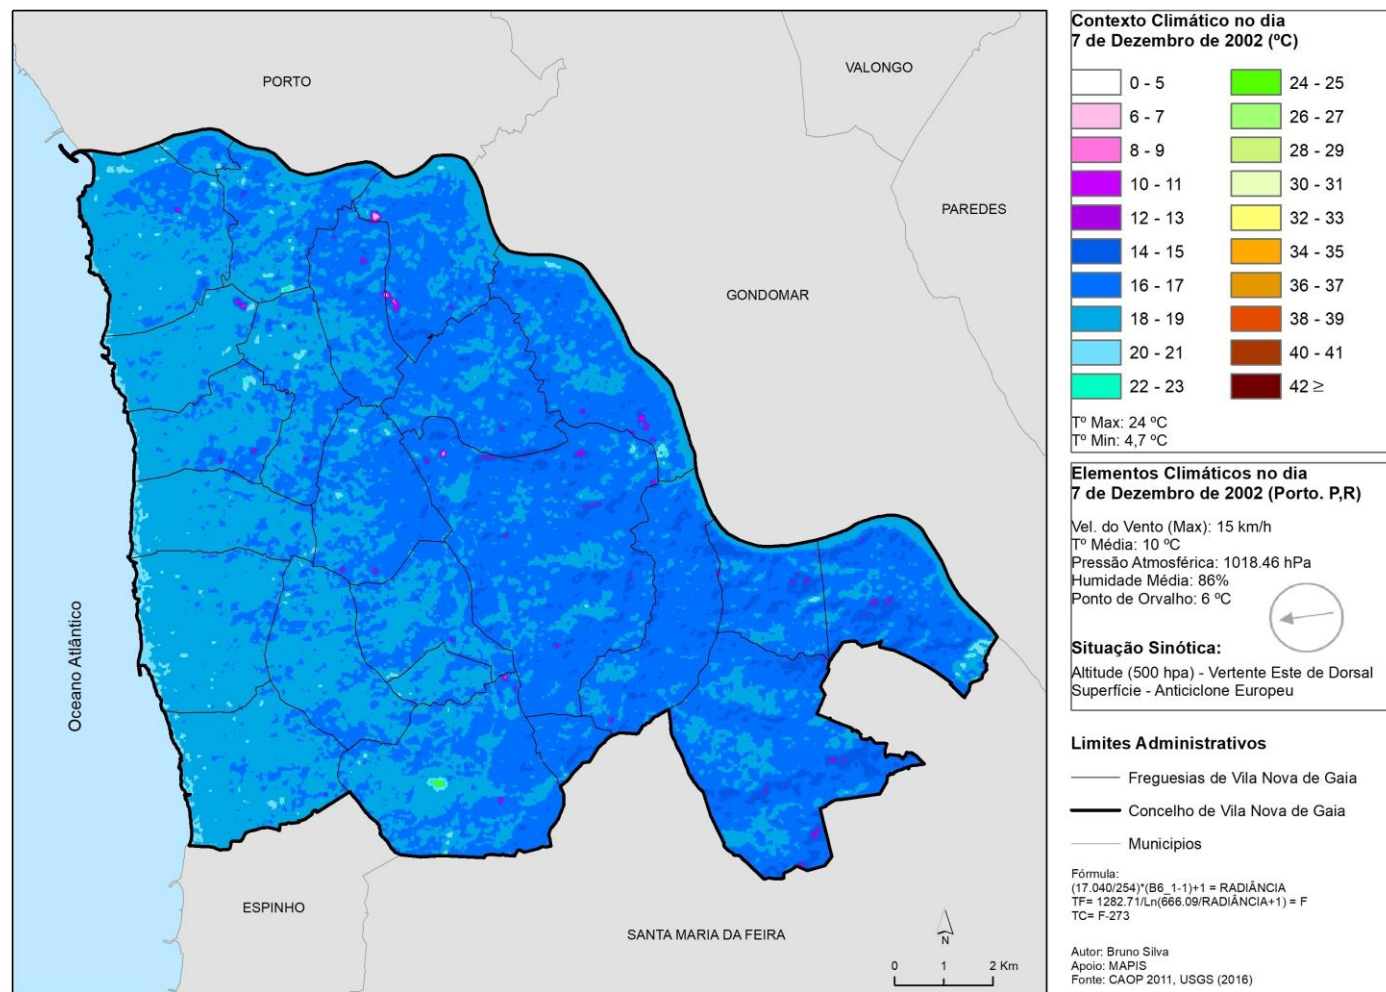 PORTO
VALONGO
PAREDES
GONDOMAR
Oceano Atlântico
ESPINHO
SANTA MARIA DA FEIRA
N
0 1 2 Km
Contexto Climático no dia
7 de Dezembro de 2002 (ºC)
0 - 5
6 - 7
8 - 9
10 - 11
12 - 13
14 - 15
16 - 17
18 - 19
20 - 21
22 - 23
24 - 25
26 - 27
28 - 29
30 - 31
32 - 33
34 - 35
36 - 37
38 - 39
40 - 41
42 ≥
Tº Max: 24 ºC
Tº Min: 4,7 ºC
Elementos Climáticos no dia
7 de Dezembro de 2002 (Porto. P,R)
Vel. do Vento (Max): 15 km/h
Tº Média: 10 ºC
Pressão Atmosférica: 1018.46 hPa
Humidade Média: 86%
Ponto de Orvalho: 6 ºC
Situação Sinótica:
Altitude (500 hpa) - Vertente Este de Dorsal
Superfície - Anticiclone Europeu
Limites Administrativos
Freguesias de Vila Nova de Gaia
Concelho de Vila Nova de Gaia
Municipios
Fórmula:
(17.040/254)*(B6_1-1)+1 = RADIÂNCIA
TF= 1282.71/Ln(666.09/RADIÂNCIA+1) = F
TC= F-273
Autor: Bruno Silva
Apoio: MAPIS
Fonte: CAOP 2011, USGS (2016)